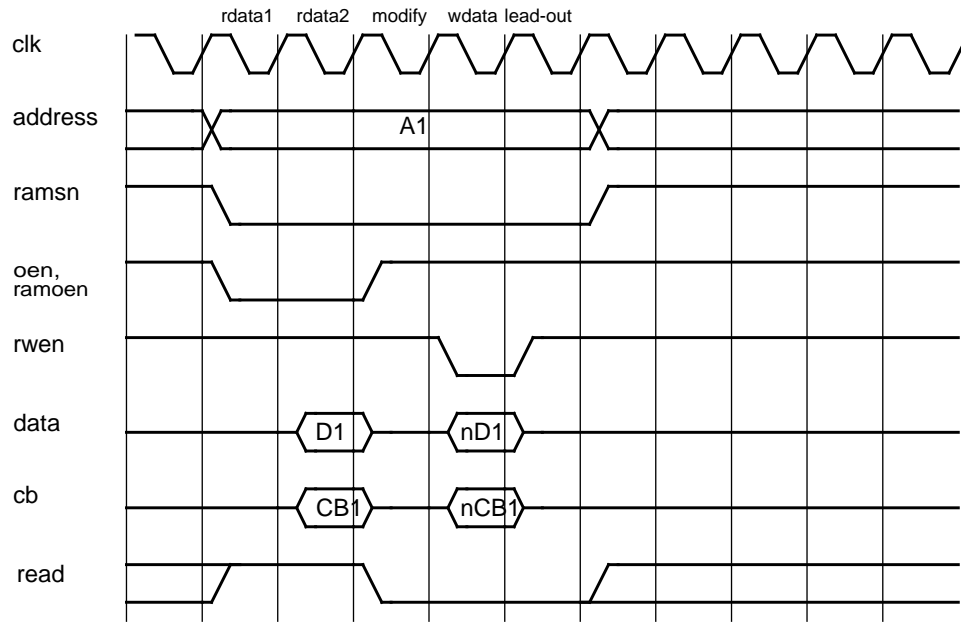 rdata1 rdata2 modify wdata lead-out
clk
address A1
ramsn
oen,
ramoen
rwen
data D1 nD1
cb CB1 nCB1
read